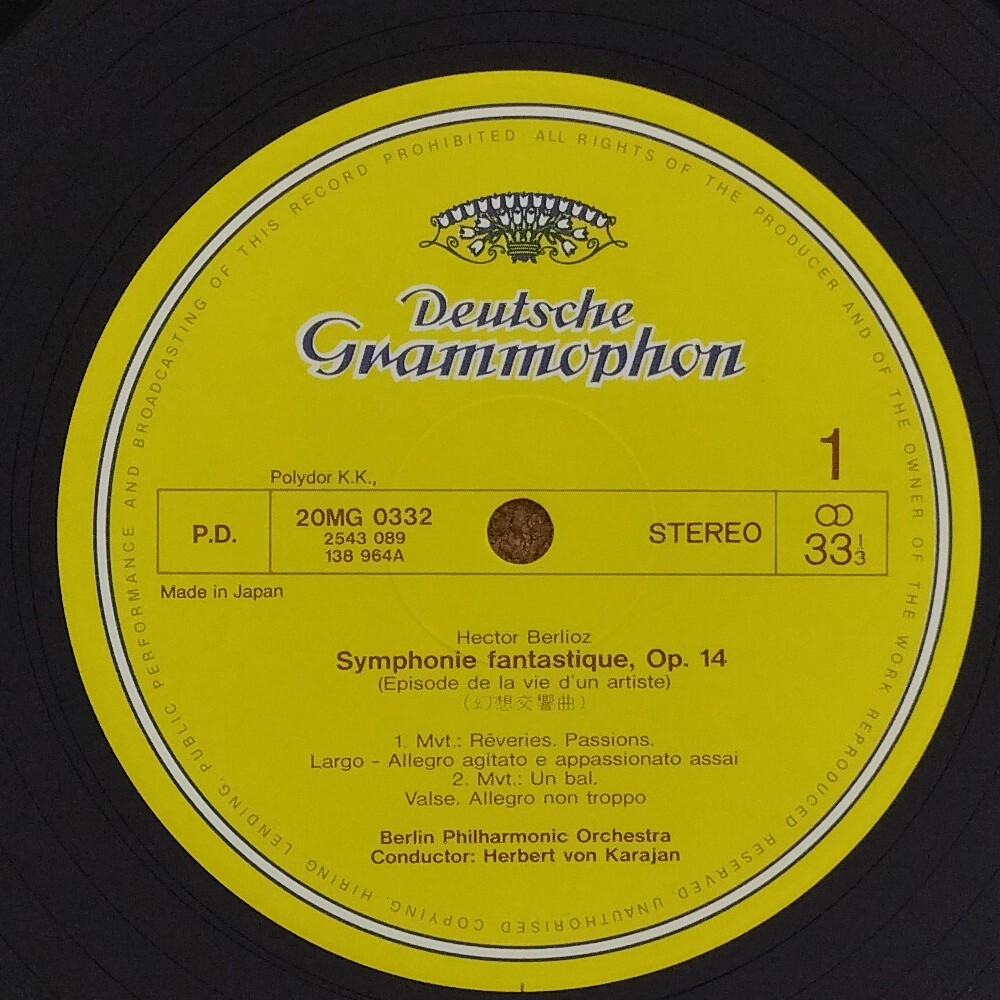 PUBLIC PERFORMANCE AND BROADCASTING OF THIS RECORD PROHIBITED · ALL RIGHTS OF THE PRODUCER AND OF THE OWNER OF THE WORK REPRODUCED RESERVED UNAUTHORISED COPYING, HIRING, LENDING,
Deutsche
Grammophon
1
Polydor K.K.,
P.D.
20MG 0332
2543 089
138 964A
STEREO
33 1/3
Made in Japan
Hector Berlioz
Symphonie fantastique, Op. 14
(Episode de la vie d'un artiste)
(幻想交響曲)
1. Mvt.: Rêveries. Passions.
Largo - Allegro agitato e appassionato assai
2. Mvt.: Un bal.
Valse. Allegro non troppo
Berlin Philharmonic Orchestra
Conductor: Herbert von Karajan